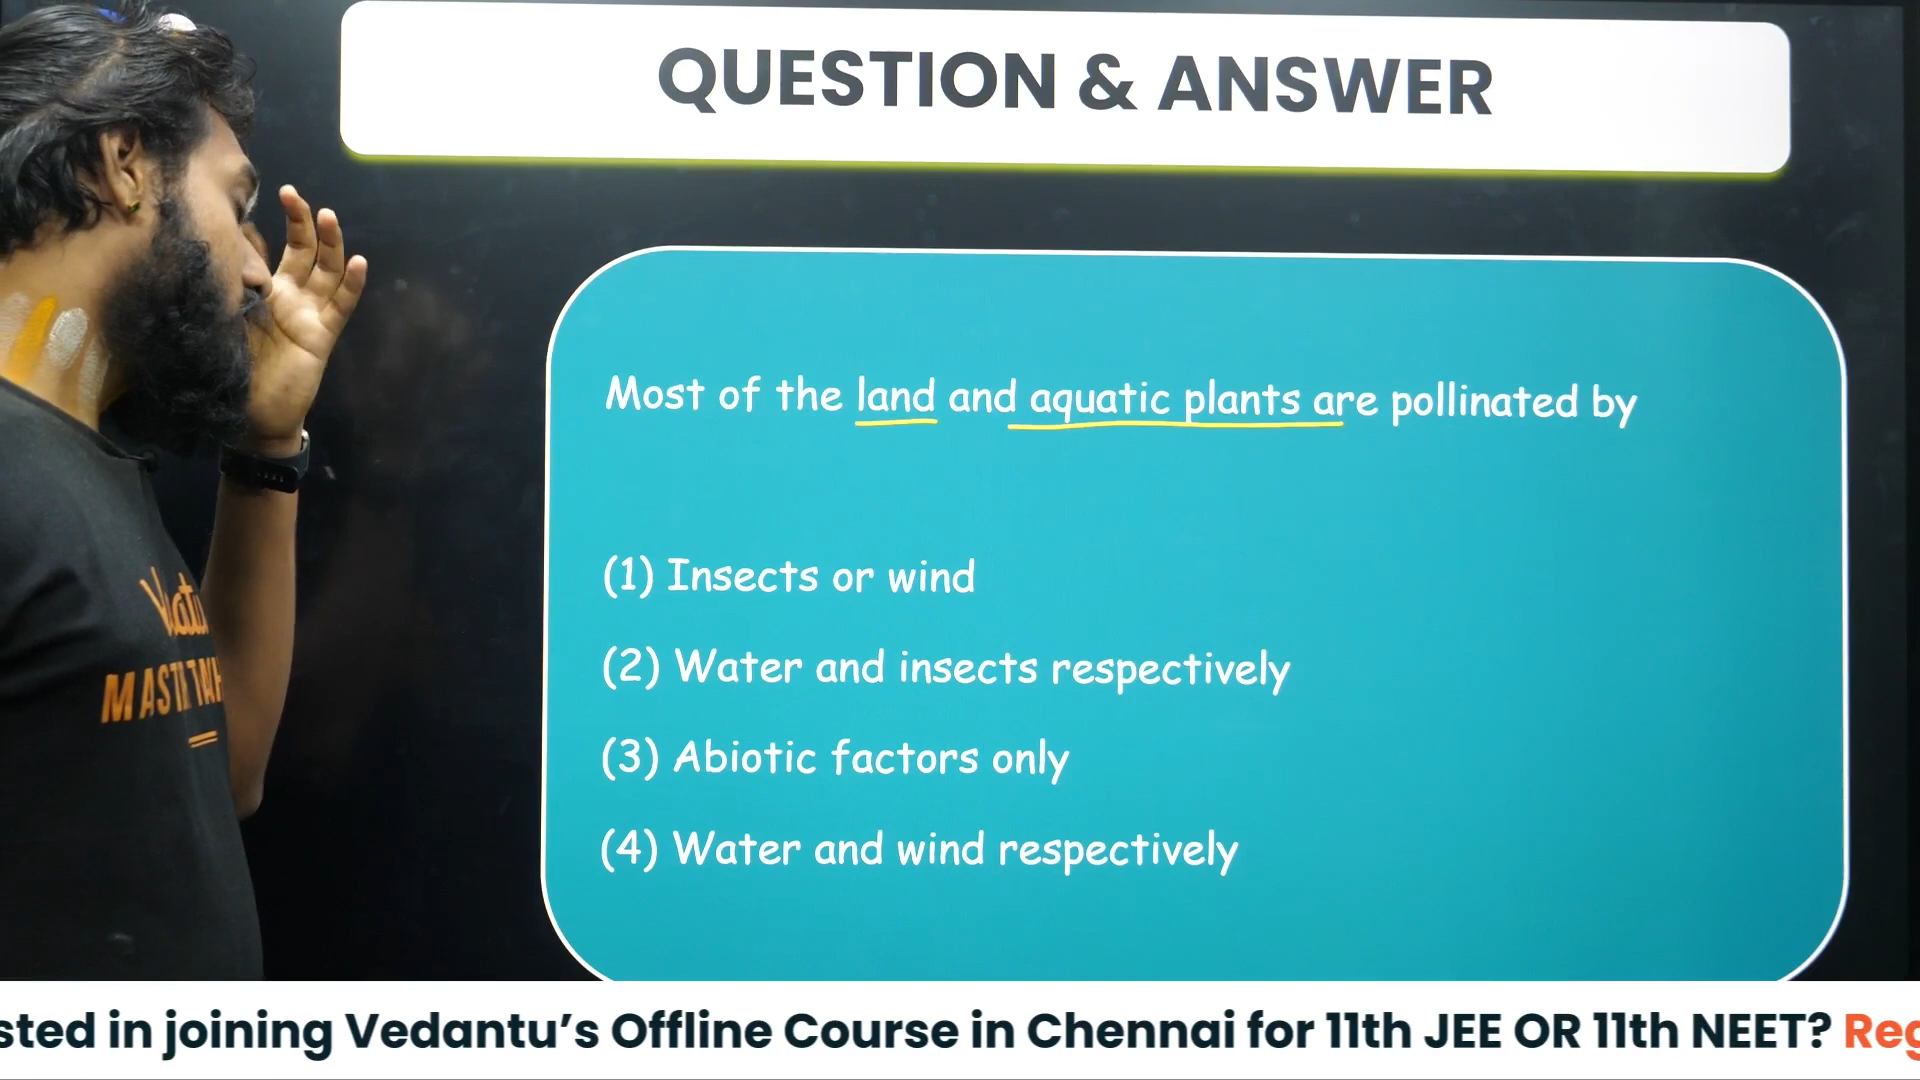 QUESTION & ANSWER
Most of the land and aquatic plants are pollinated by
(1) Insects or wind
(2) Water and insects respectively
(3) Abiotic factors only
(4) Water and wind respectively
sted in joining Vedantu’s Offline Course in Chennai for 11th JEE OR 11th NEET? Reg